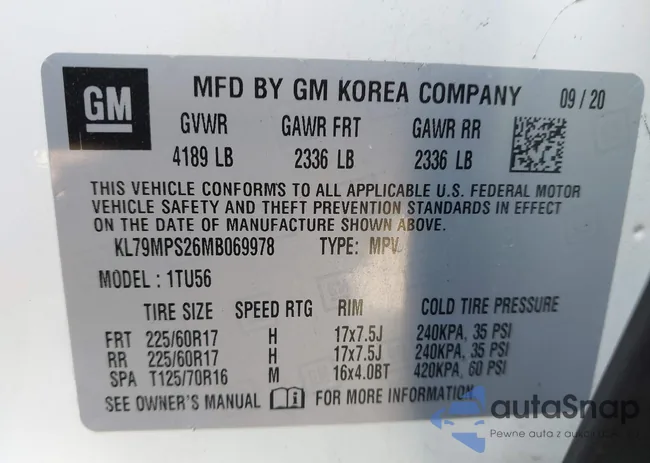 GM
MFD BY GM KOREA COMPANY 09/20
GVWR GAWR FRT GAWR RR
4189 LB 2336 LB 2336 LB
THIS VEHICLE CONFORMS TO ALL APPLICABLE U.S. FEDERAL MOTOR
VEHICLE SAFETY AND THEFT PREVENTION STANDARDS IN EFFECT
ON THE DATE OF MANUFACTURE SHOWN ABOVE.
KL79MPS26MB069978 TYPE: MPV
MODEL: 1TU56
TIRE SIZE SPEED RTG RIM COLD TIRE PRESSURE
FRT 225/60R17 H 17x7.5J 240KPA, 35 PSI
RR 225/60R17 H 17x7.5J 240KPA, 35 PSI
SPA T125/70R16 M 16x4.0BT 420KPA, 60 PSI
SEE OWNER'S MANUAL FOR MORE INFORMATION
autaSnap
Pewne auta z aukcji